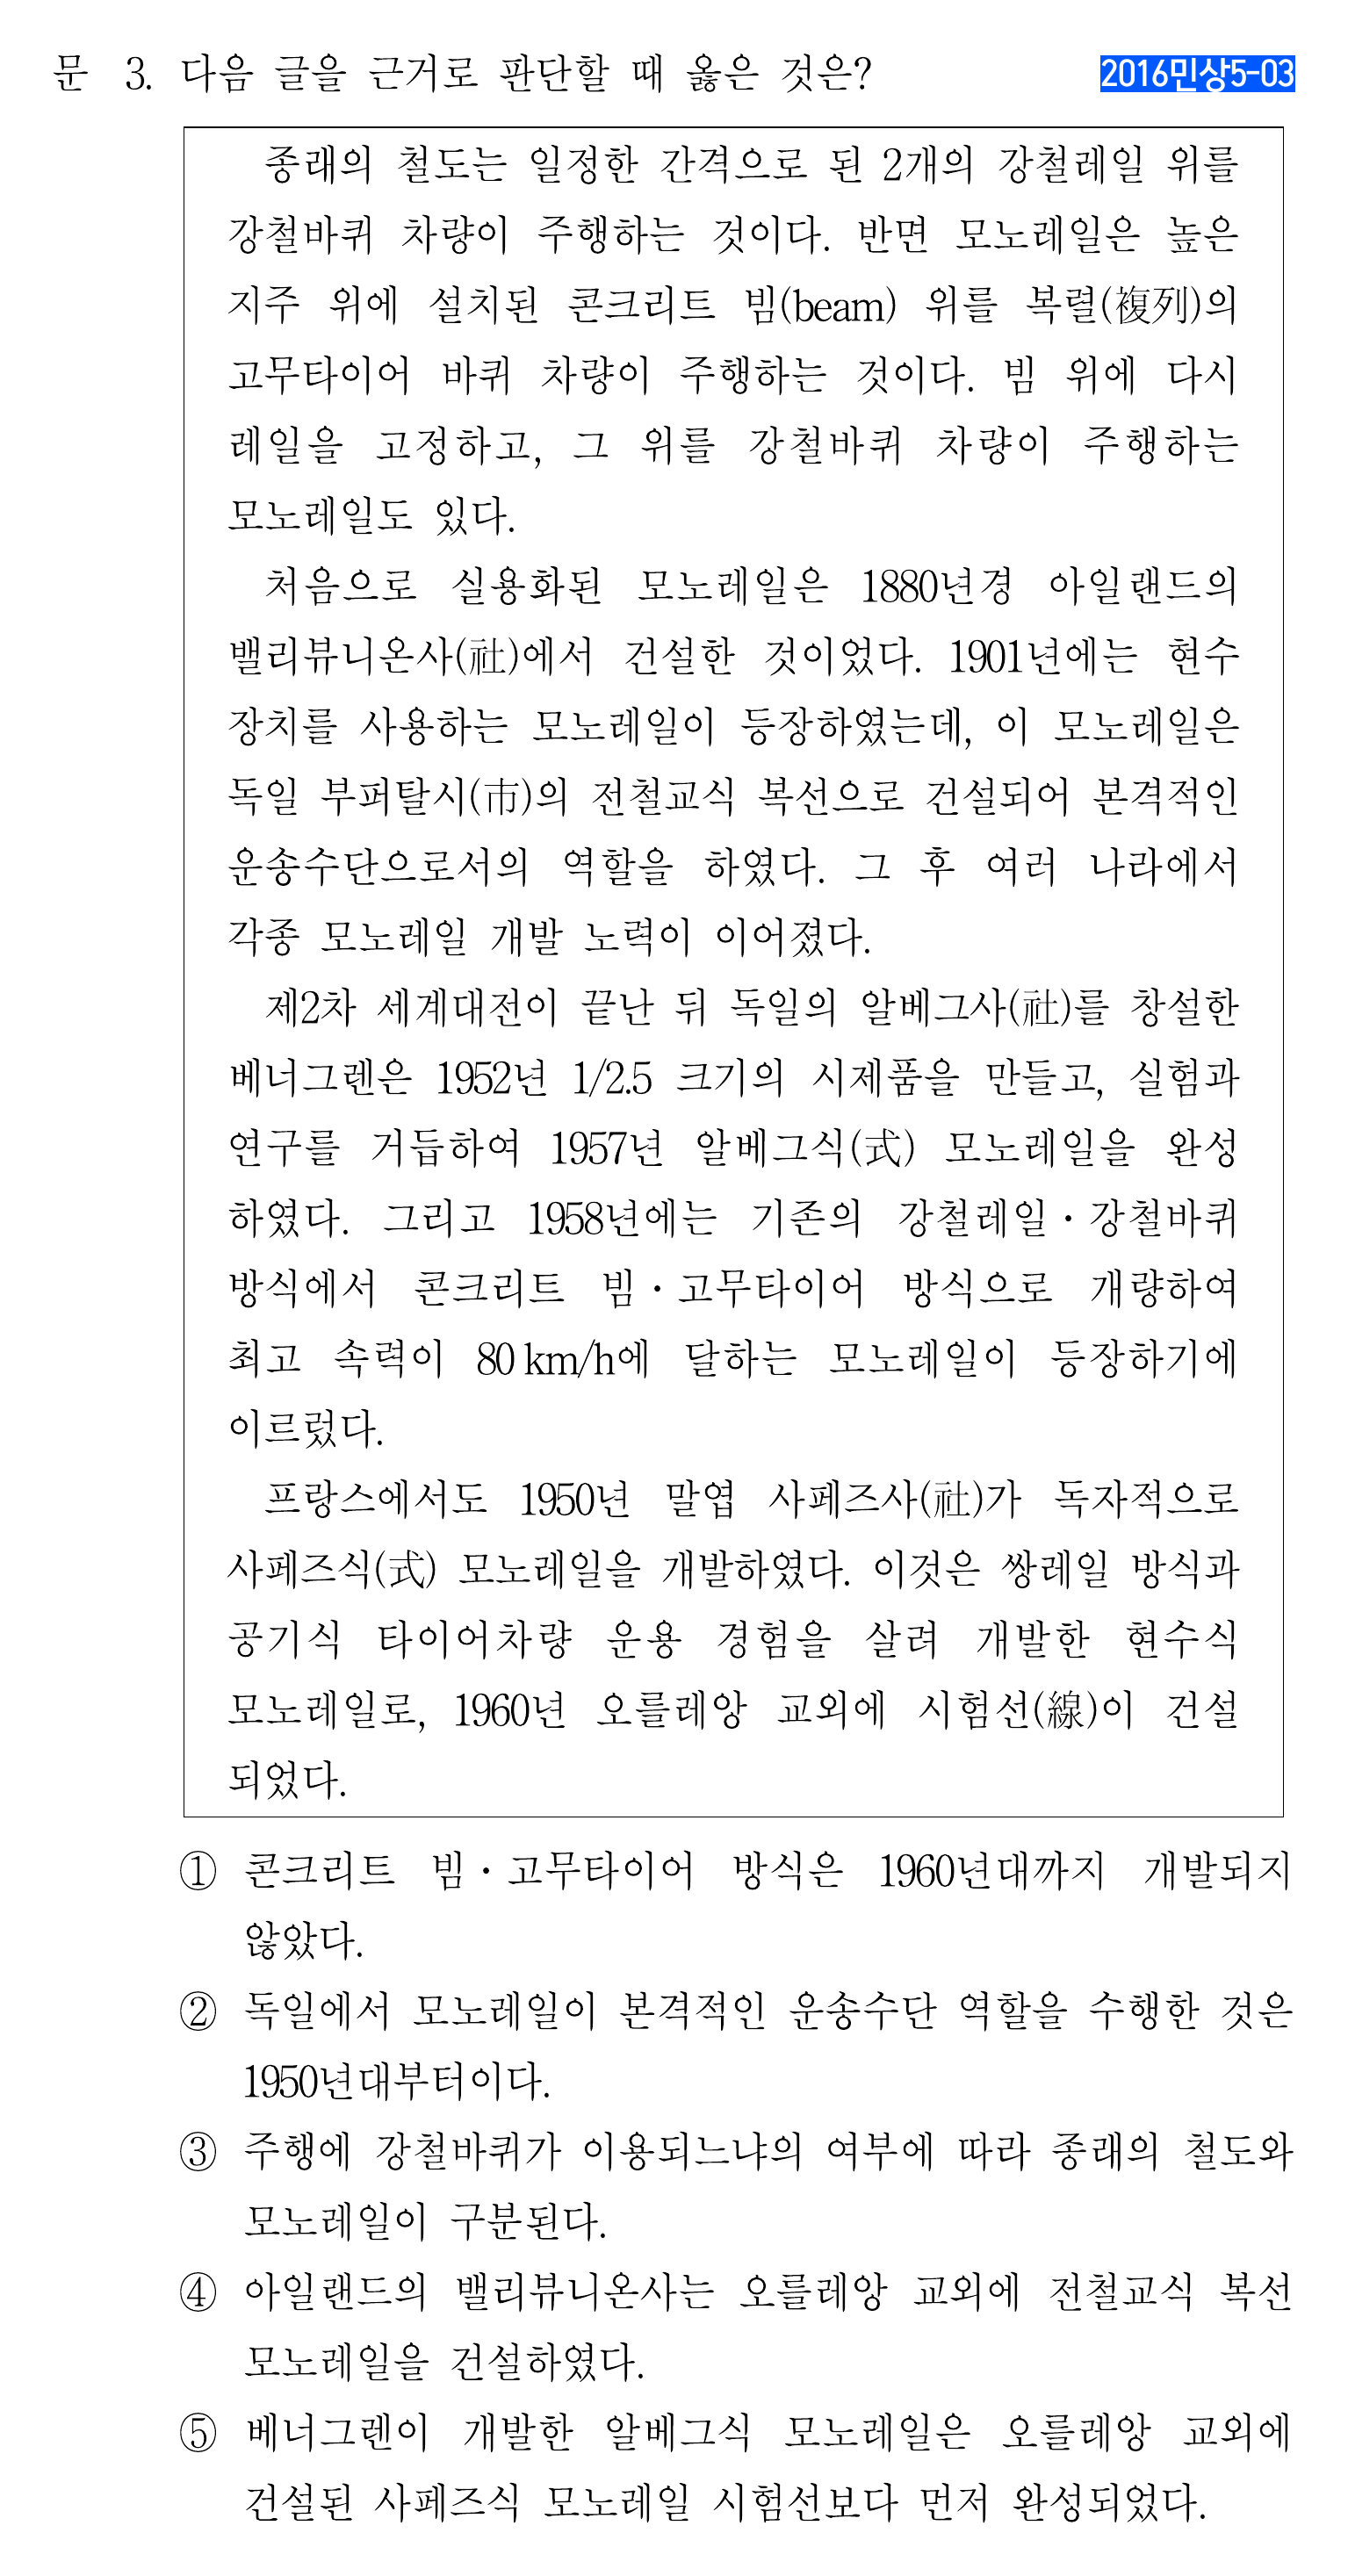 문 3. 다음 글을 근거로 판단할 때 옳은 것은?
2016민상5-03
종래의 철도는 일정한 간격으로 된 2개의 강철레일 위를
강철바퀴 차량이 주행하는 것이다. 반면 모노레일은 높은
지주 위에 설치된 콘크리트 빔(beam) 위를 복렬(複列)의
고무타이어 바퀴 차량이 주행하는 것이다. 빔 위에 다시
레일을 고정하고, 그 위를 강철바퀴 차량이 주행하는
모노레일도 있다.
처음으로 실용화된 모노레일은 1880년경 아일랜드의
밸리뷰니온사(社)에서 건설한 것이었다. 1901년에는 현수
장치를 사용하는 모노레일이 등장하였는데, 이 모노레일은
독일 부퍼탈시(市)의 전철교식 복선으로 건설되어 본격적인
운송수단으로서의 역할을 하였다. 그 후 여러 나라에서
각종 모노레일 개발 노력이 이어졌다.
제2차 세계대전이 끝난 뒤 독일의 알베그사(社)를 창설한
베너그렌은 1952년 1/2.5 크기의 시제품을 만들고, 실험과
연구를 거듭하여 1957년 알베그식(式) 모노레일을 완성
하였다. 그리고 1958년에는 기존의 강철레일·강철바퀴
방식에서 콘크리트 빔·고무타이어 방식으로 개량하여
최고 속력이 80 km/h에 달하는 모노레일이 등장하기에
이르렀다.
프랑스에서도 1950년 말엽 사페즈사(社)가 독자적으로
사페즈식(式) 모노레일을 개발하였다. 이것은 쌍레일 방식과
공기식 타이어차량 운용 경험을 살려 개발한 현수식
모노레일로, 1960년 오를레앙 교외에 시험선(線)이 건설
되었다.
① 콘크리트 빔·고무타이어 방식은 1960년대까지 개발되지
않았다.
② 독일에서 모노레일이 본격적인 운송수단 역할을 수행한 것은
1950년대부터이다.
③ 주행에 강철바퀴가 이용되느냐의 여부에 따라 종래의 철도와
모노레일이 구분된다.
④ 아일랜드의 밸리뷰니온사는 오를레앙 교외에 전철교식 복선
모노레일을 건설하였다.
⑤ 베너그렌이 개발한 알베그식 모노레일은 오를레앙 교외에
건설된 사페즈식 모노레일 시험선보다 먼저 완성되었다.